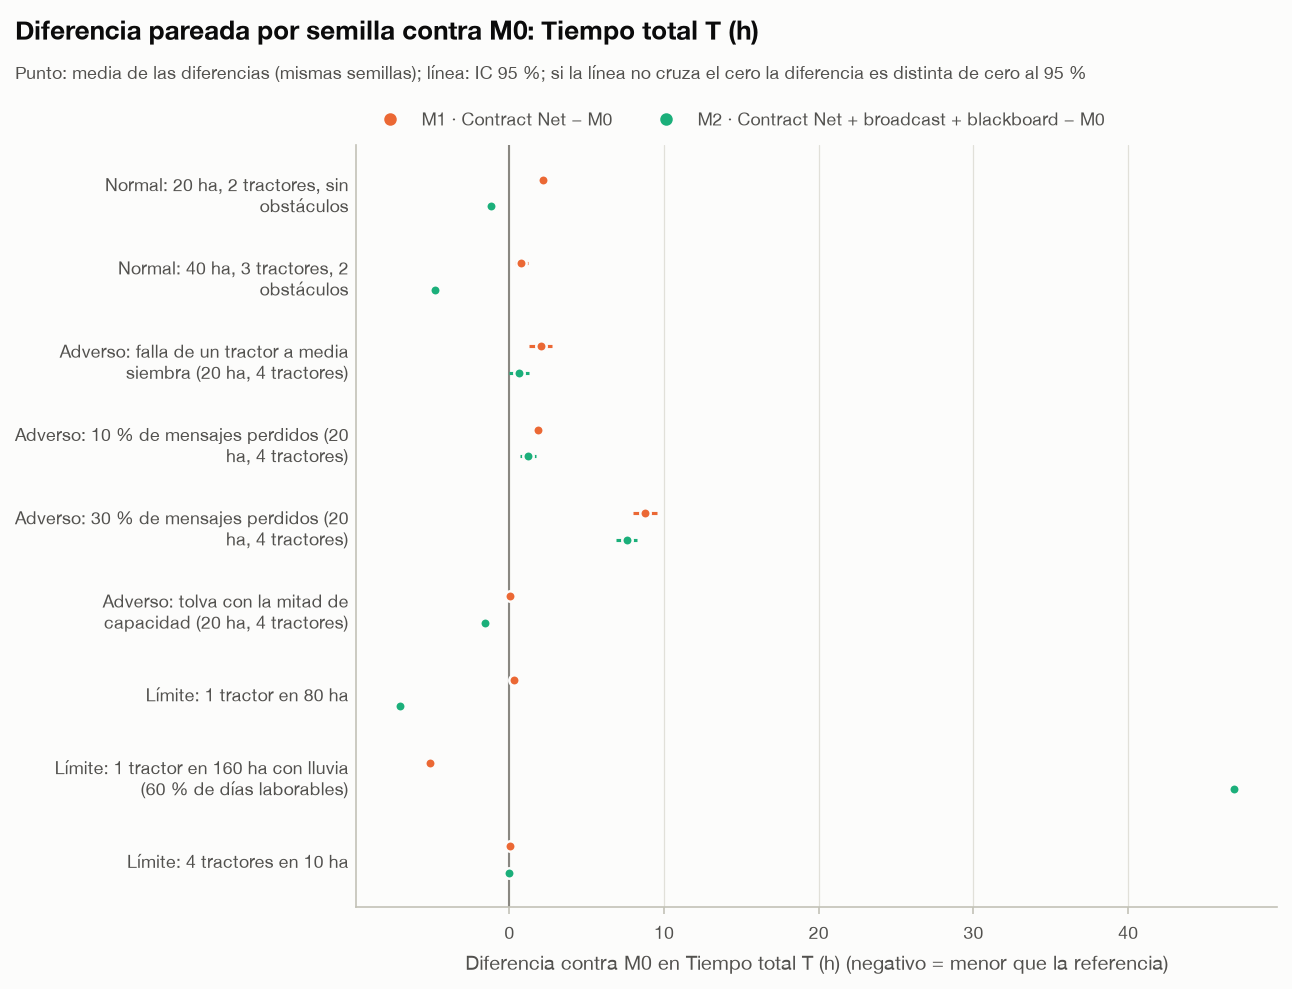 Diferencia pareada por semilla contra M0: Tiempo total T (h)
Punto: media de las diferencias (mismas semillas); línea: IC 95 %; si la línea no cruza el cero la diferencia es distinta de cero al 95 %
M1 · Contract Net − M0
M2 · Contract Net + broadcast + blackboard − M0
Normal: 20 ha, 2 tractores, sin
obstáculos
Normal: 40 ha, 3 tractores, 2
obstáculos
Adverso: falla de un tractor a media
siembra (20 ha, 4 tractores)
Adverso: 10 % de mensajes perdidos (20
ha, 4 tractores)
Adverso: 30 % de mensajes perdidos (20
ha, 4 tractores)
Adverso: tolva con la mitad de
capacidad (20 ha, 4 tractores)
Límite: 1 tractor en 80 ha
Límite: 1 tractor en 160 ha con lluvia
(60 % de días laborables)
Límite: 4 tractores en 10 ha
0 10 20 30 40
Diferencia contra M0 en Tiempo total T (h) (negativo = menor que la referencia)